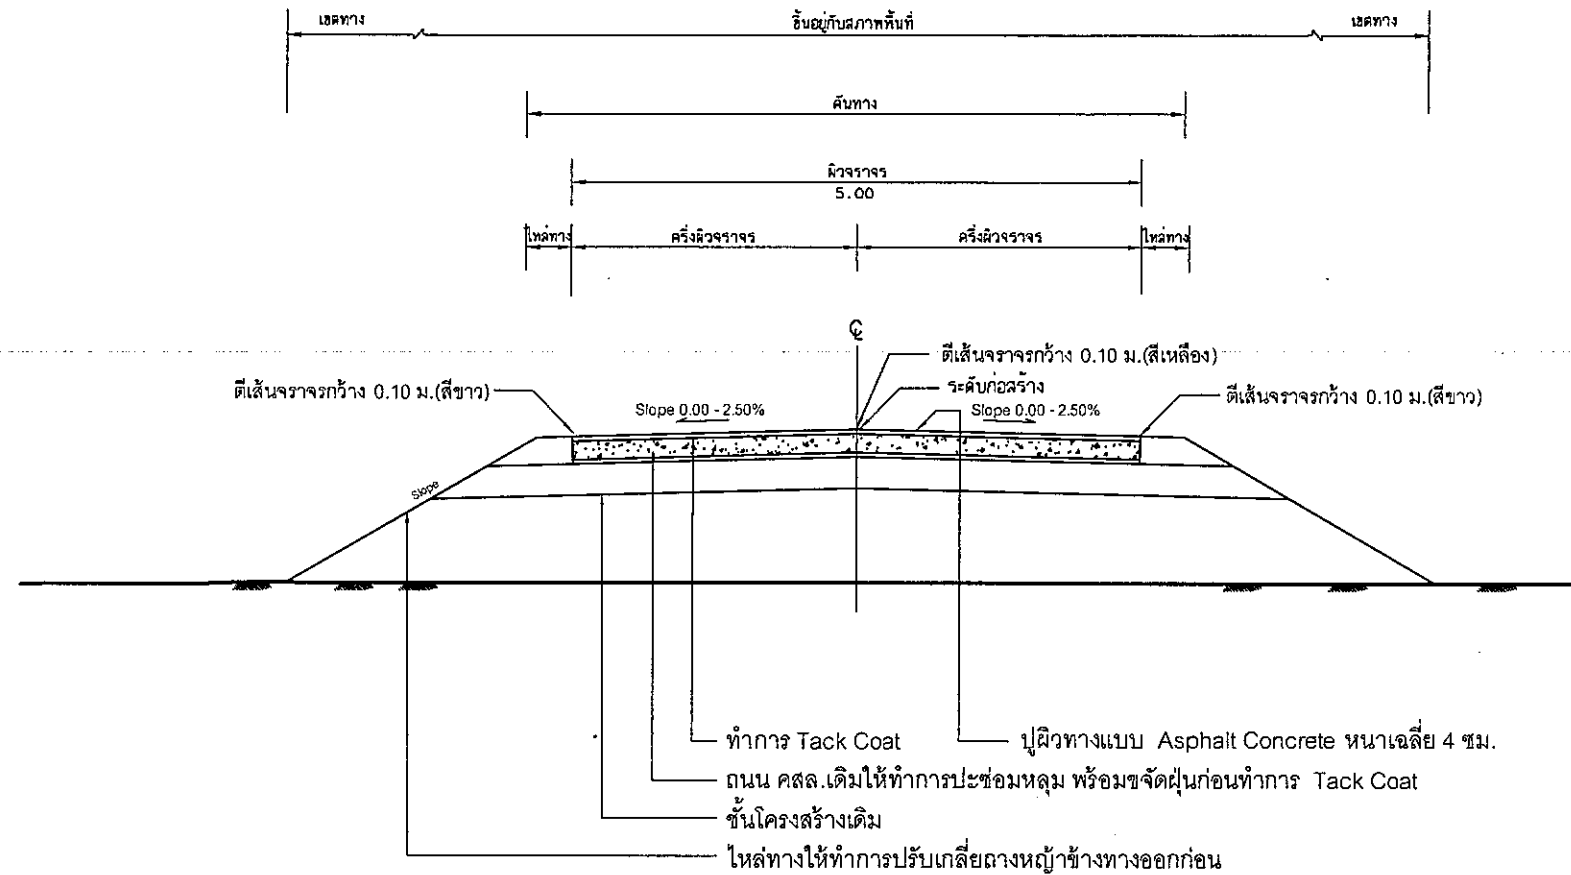 เขตทาง
ขึ้นอยู่กับสภาพพื้นที่
เขตทาง
คันทาง
ผิวจราจร
5.00
ไหล่ทาง
ครึ่งผิวจราจร
ครึ่งผิวจราจร
ไหล่ทาง
℄
ตีเส้นจราจรกว้าง 0.10 ม.(สีเหลือง)
ระดับก่อสร้าง
ตีเส้นจราจรกว้าง 0.10 ม.(สีขาว)
Slope 0.00 - 2.50%
Slope 0.00 - 2.50%
ตีเส้นจราจรกว้าง 0.10 ม.(สีขาว)
Slope
ทำการ Tack Coat
ปูผิวทางแบบ Asphalt Concrete หนาเฉลี่ย 4 ซม.
ถนน คสล.เดิมให้ทำการปะซ่อมหลุม พร้อมขจัดฝุ่นก่อนทำการ Tack Coat
ชั้นโครงสร้างเดิม
ไหล่ทางให้ทำการปรับเกลี่ยถางหญ้าข้างทางออกก่อน